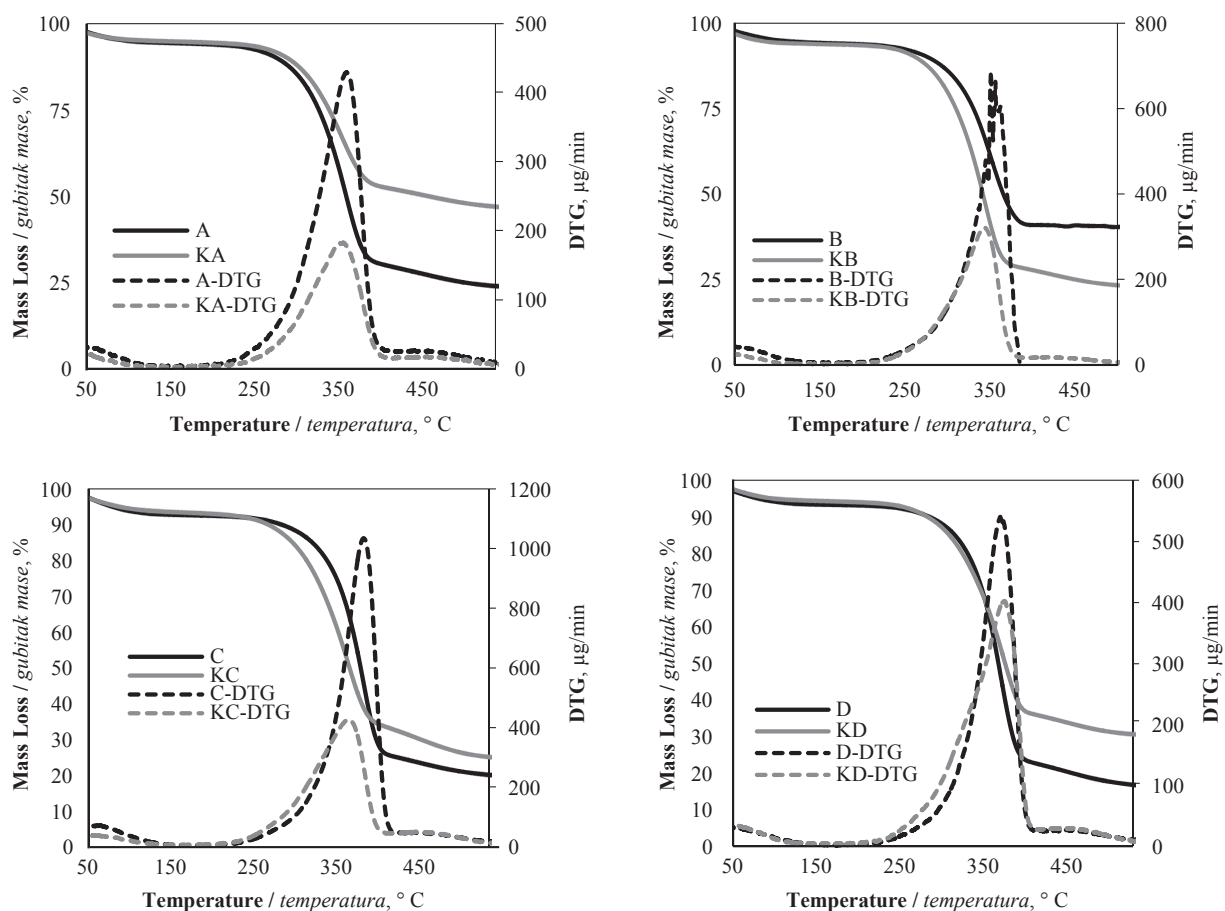 100
75
50
25
0
Mass Loss / gubitak mase, %
500
400
300
200
100
0
DTG, µg/min
A
KA
A-DTG
KA-DTG
50 150 250 350 450
Temperature / temperatura, ° C
100
75
50
25
0
Mass Loss / gubitak mase, %
800
600
400
200
0
DTG, µg/min
B
KB
B-DTG
KB-DTG
50 150 250 350 450
Temperature / temperatura, ° C
100
90
80
70
60
50
40
30
20
10
0
Mass Loss / gubitak mase, %
1200
1000
800
600
400
200
0
DTG, µg/min
C
KC
C-DTG
KC-DTG
50 150 250 350 450
Temperature / temperatura, ° C
100
90
80
70
60
50
40
30
20
10
0
Mass Loss / gubitak mase, %
600
500
400
300
200
100
0
DTG, µg/min
D
KD
D-DTG
KD-DTG
50 150 250 350 450
Temperature / temperatura, ° C